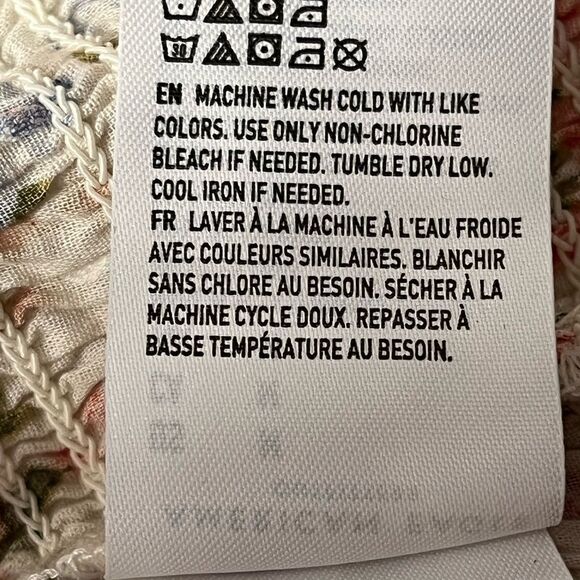 30
EN MACHINE WASH COLD WITH LIKE
COLORS. USE ONLY NON-CHLORINE
BLEACH IF NEEDED. TUMBLE DRY LOW.
COOL IRON IF NEEDED.
FR LAVER À LA MACHINE À L'EAU FROIDE
AVEC COULEURS SIMILAIRES. BLANCHIR
SANS CHLORE AU BESOIN. SÉCHER À LA
MACHINE CYCLE DOUX. REPASSER À
BASSE TEMPÉRATURE AU BESOIN.